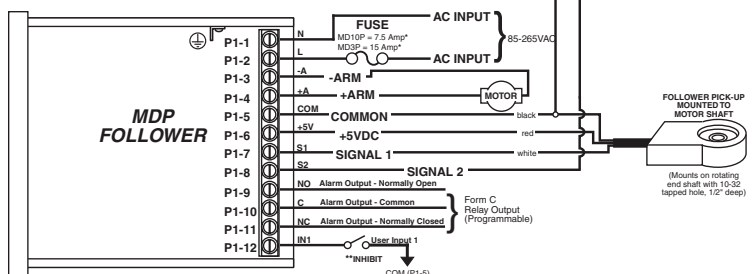 N FUSE AC INPUT
P1-1 MD10P = 7.5 Amp*
MD3P = 15 Amp* 85-265VAC
P1-2 L AC INPUT
P1-3 -A -ARM
P1-4 +A +ARM MOTOR
P1-5 COM COMMON black
P1-6 +5V +5VDC red
P1-7 S1 SIGNAL 1 white
P1-8 S2 SIGNAL 2
P1-9 NO Alarm Output - Normally Open
P1-10 C Alarm Output - Common
P1-11 NC Alarm Output - Normally Closed
P1-12 IN1 User Input 1
**INHIBIT
COM (P1-5)
MDP
FOLLOWER
Form C
Relay Output
(Programmable)
FOLLOWER PICK-UP
MOUNTED TO
MOTOR SHAFT
(Mounts on rotating
end shaft with 10-32
tapped hole, 1/2" deep)